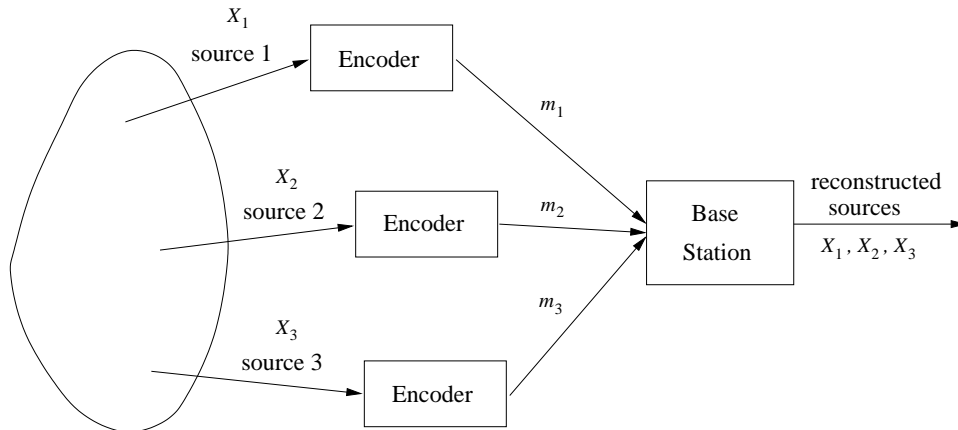 X1
source 1
Encoder
m1
X2
source 2
Encoder
m2
Base
Station
reconstructed
sources
X1 , X2 , X3
X3
source 3
Encoder
m3